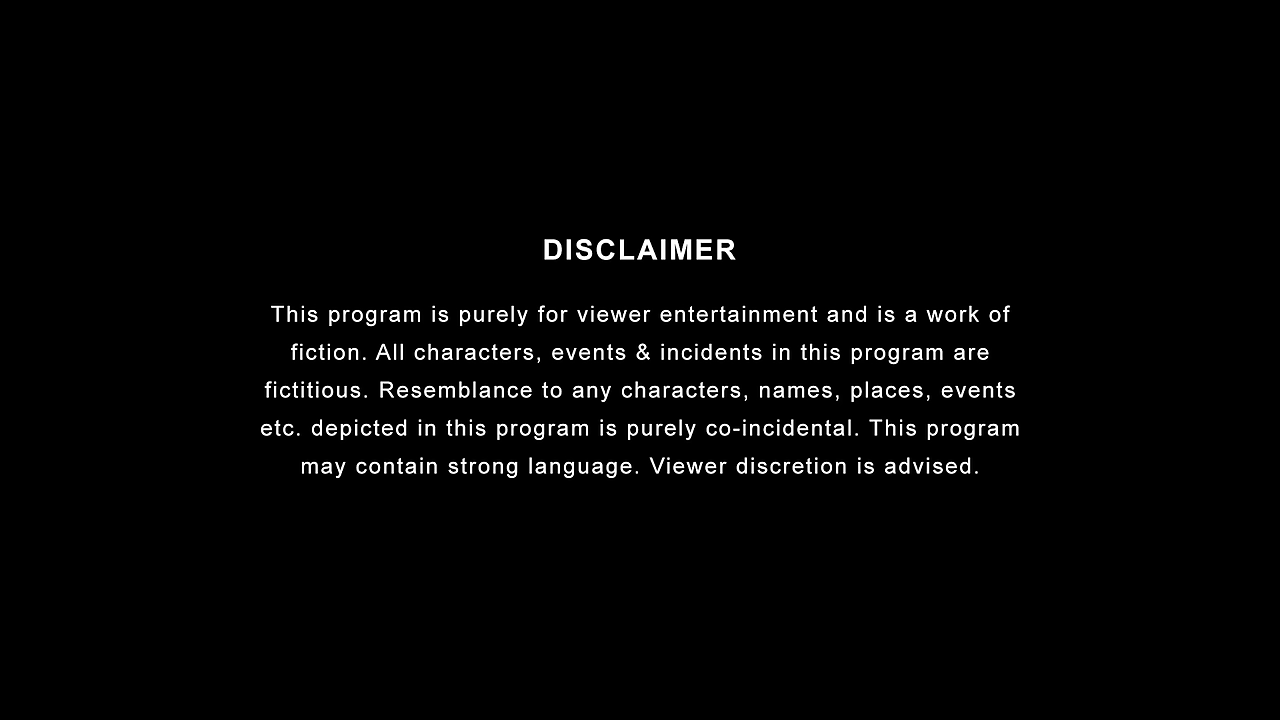 DISCLAIMER
This program is purely for viewer entertainment and is a work of
fiction. All characters, events & incidents in this program are
fictitious. Resemblance to any characters, names, places, events
etc. depicted in this program is purely co-incidental. This program
may contain strong language. Viewer discretion is advised.